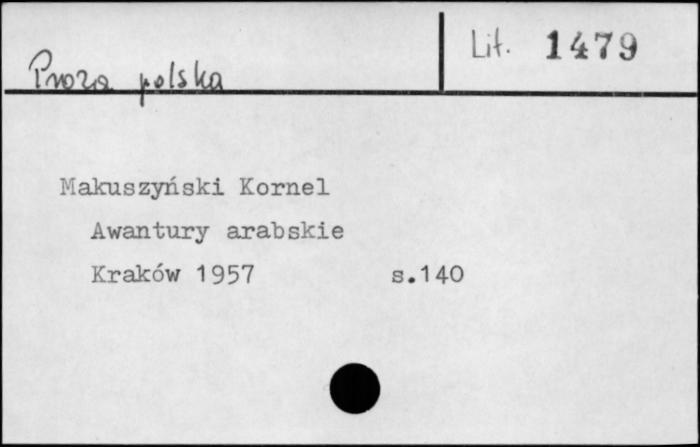 Proza polska
Lit. 1479
Makuszyński Kornel
Awantury arabskie
Kraków 1957 s.140